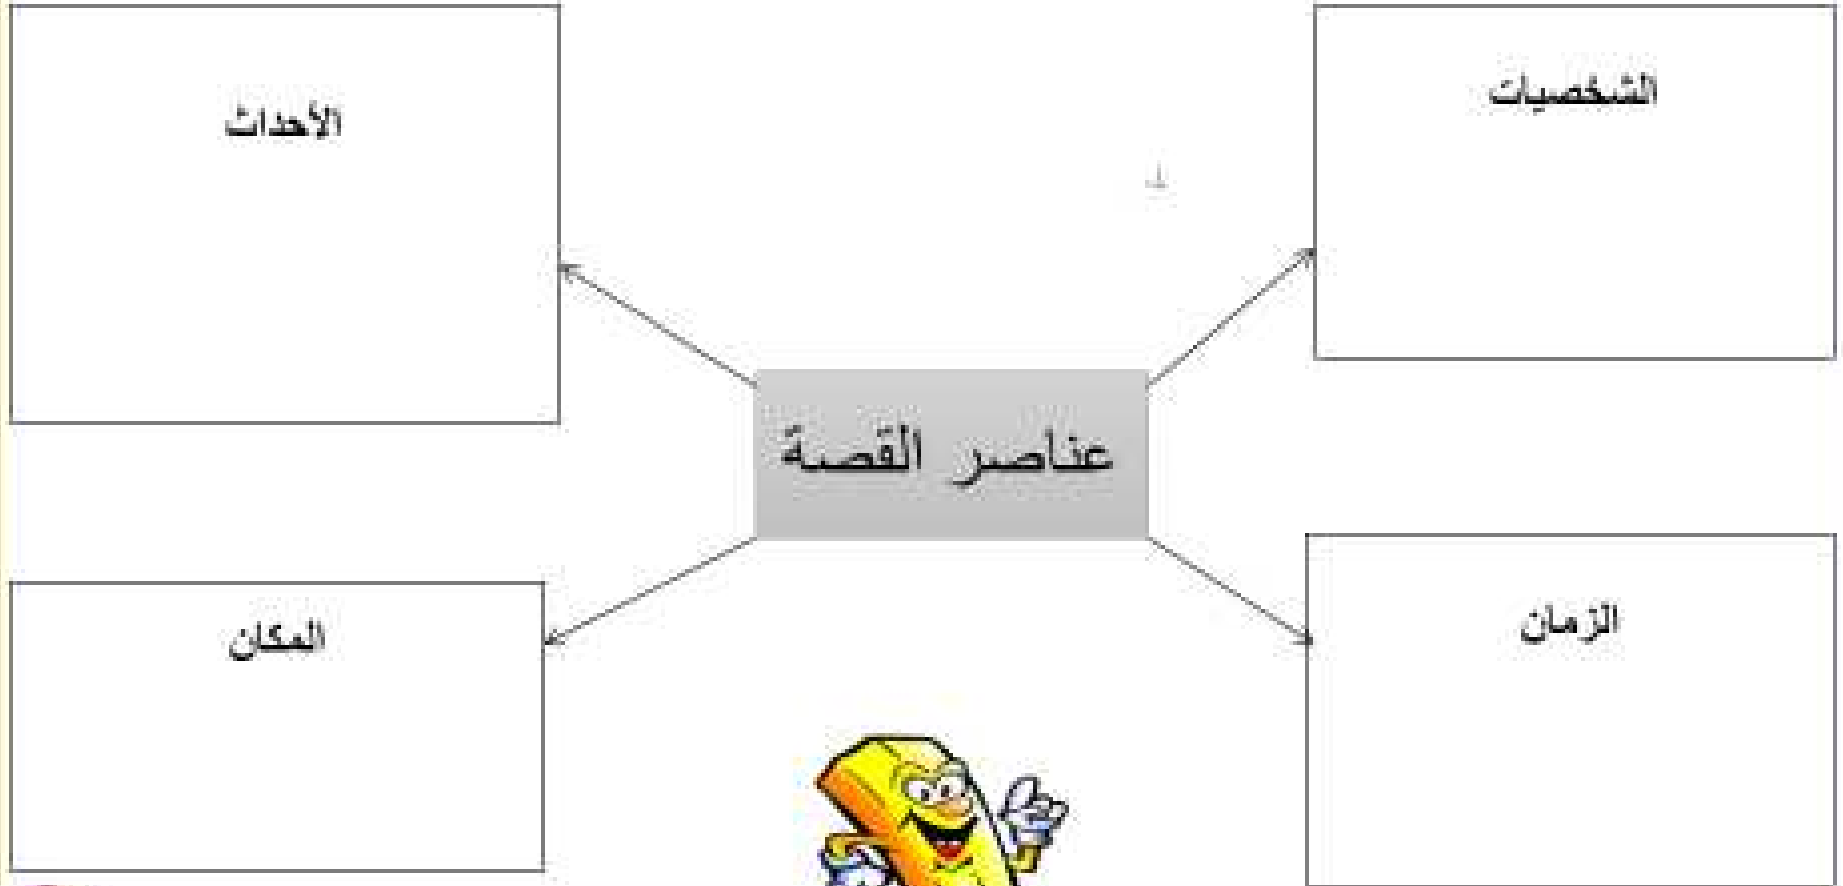 الشخصيات
الأحداث
عناصر القصة
الزمان
المكان